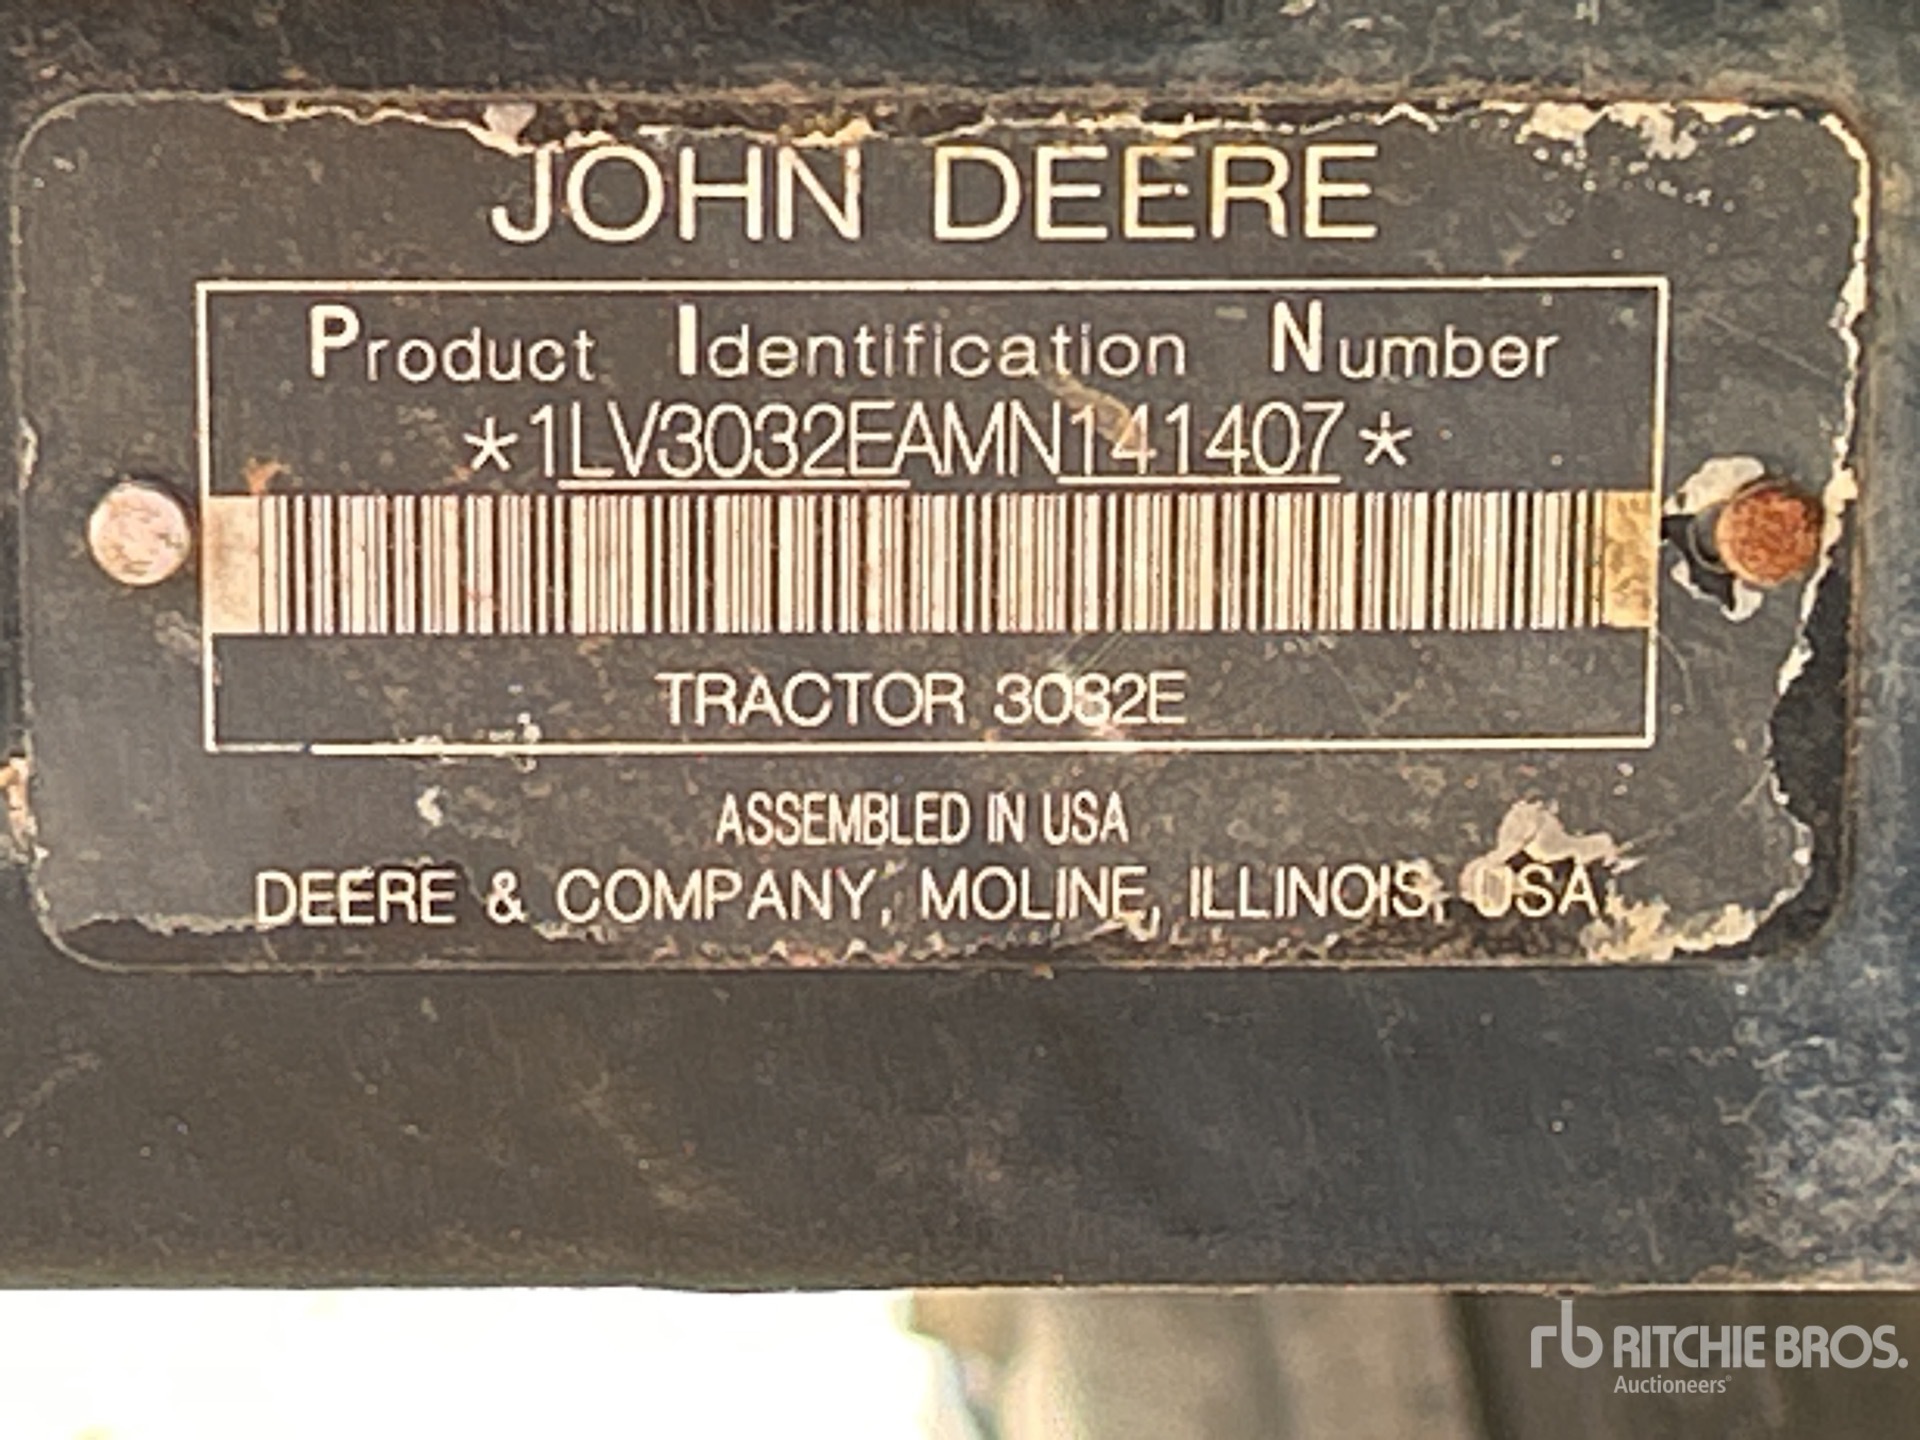 JOHN DEERE
Product Identification Number
*1LV3032EAMN141407*
TRACTOR 3032E
ASSEMBLED IN USA
DEERE & COMPANY, MOLINE, ILLINOIS, USA
rb RITCHIE BROS.
Auctioneers